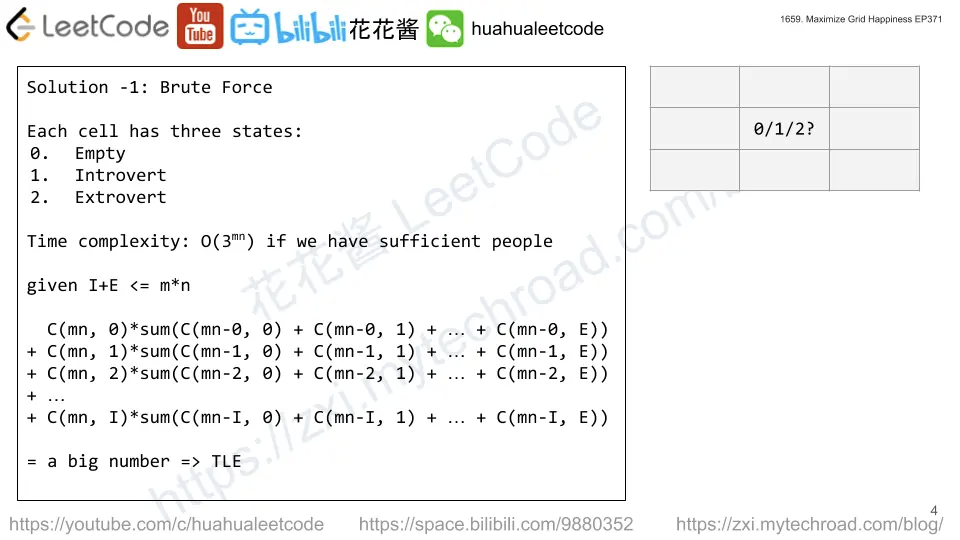 LeetCode You Tube bilibili 花花酱 huahualeetcode
1659. Maximize Grid Happiness EP371
Solution -1: Brute Force
Each cell has three states:
0. Empty
1. Introvert
2. Extrovert
Time complexity: O(3ᵐⁿ) if we have sufficient people
given I+E <= m*n
C(mn, 0)*sum(C(mn-0, 0) + C(mn-0, 1) + … + C(mn-0, E))
+ C(mn, 1)*sum(C(mn-1, 0) + C(mn-1, 1) + … + C(mn-1, E))
+ C(mn, 2)*sum(C(mn-2, 0) + C(mn-2, 1) + … + C(mn-2, E))
+ …
+ C(mn, I)*sum(C(mn-I, 0) + C(mn-I, 1) + … + C(mn-I, E))
= a big number => TLE
0/1/2?
花花酱 LeetCode
https://zxi.mytechroad.com/
4
https://youtube.com/c/huahualeetcode https://space.bilibili.com/9880352 https://zxi.mytechroad.com/blog/